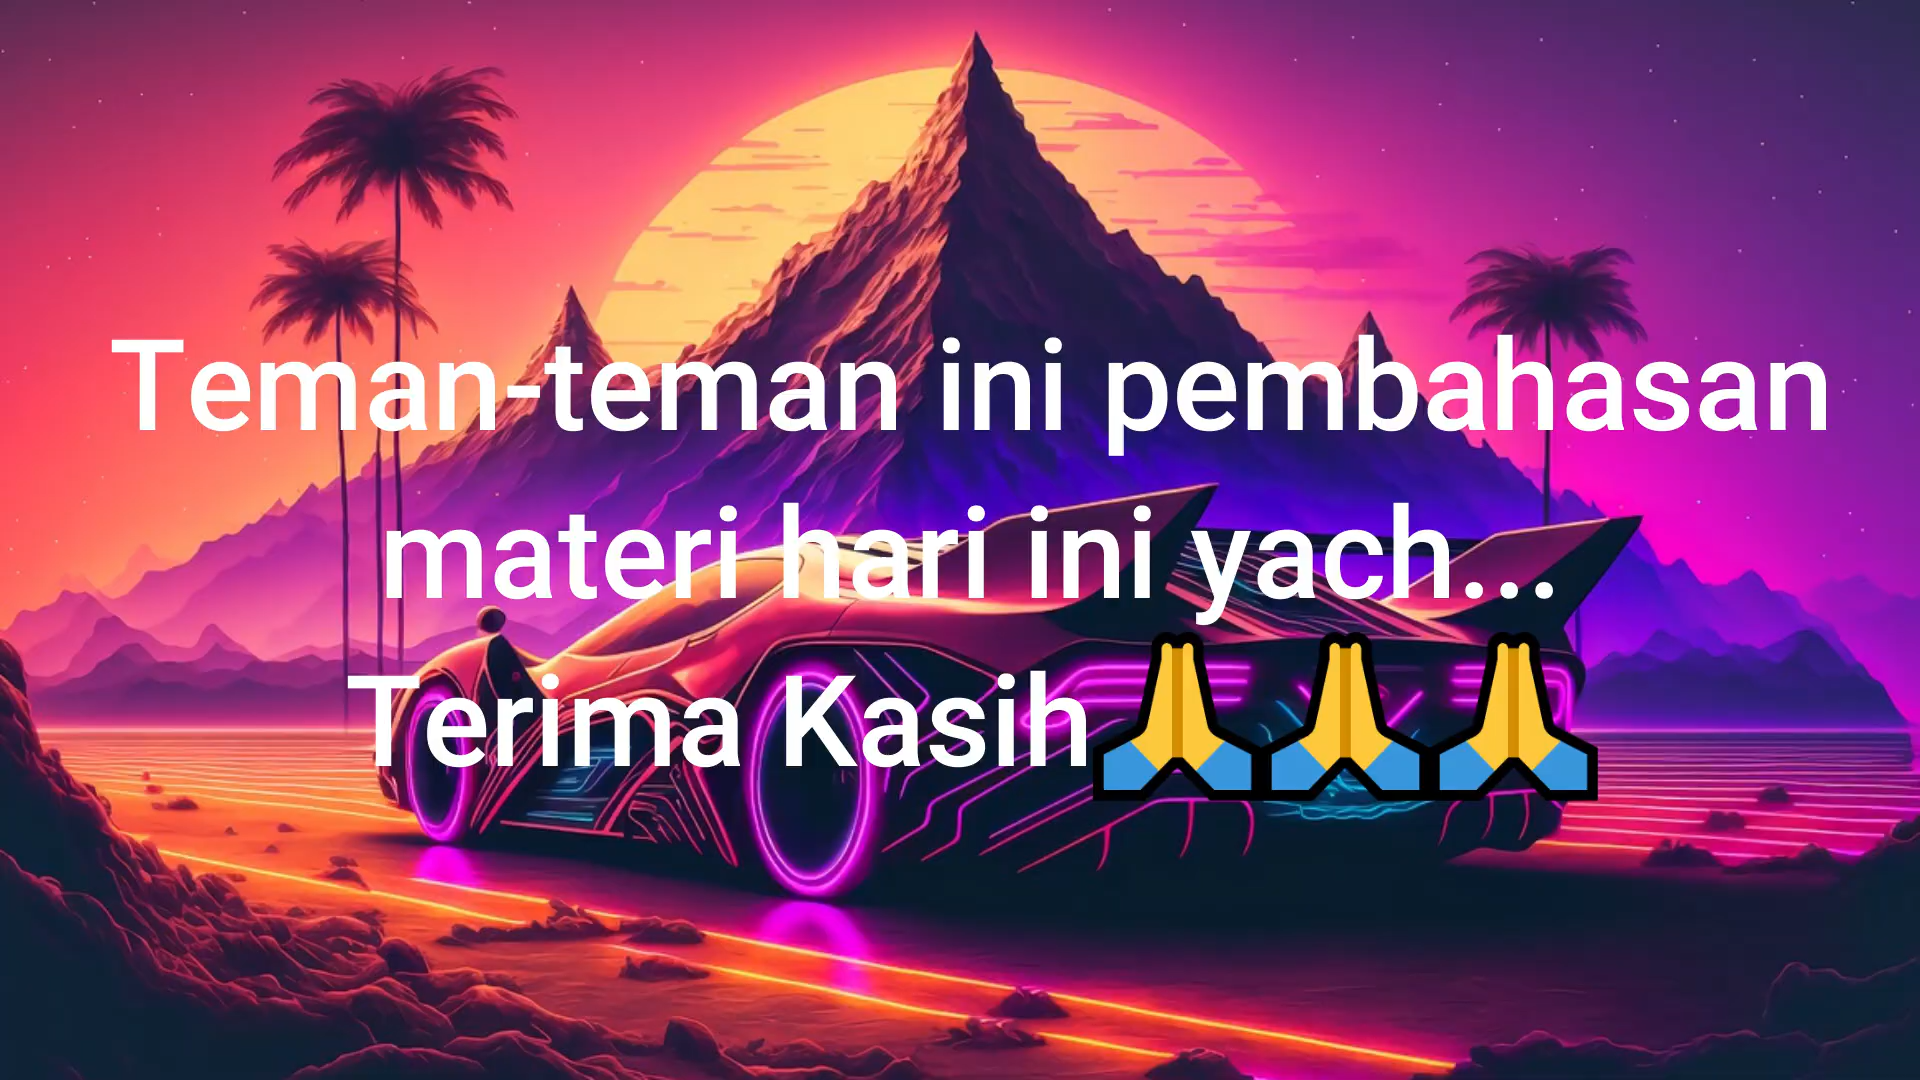 Teman-teman ini pembahasan
materi hari ini yach...
Terima Kasih🙏🙏🙏